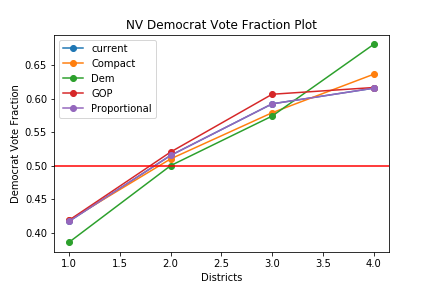 NV Democrat Vote Fraction Plot
current
Compact
Dem
GOP
Proportional
Democrat Vote Fraction
0.65
0.60
0.55
0.50
0.45
0.40
1.0 1.5 2.0 2.5 3.0 3.5 4.0
Districts